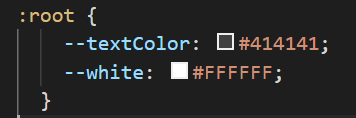 :root {
--textColor: #414141;
--white: #FFFFFF;
}